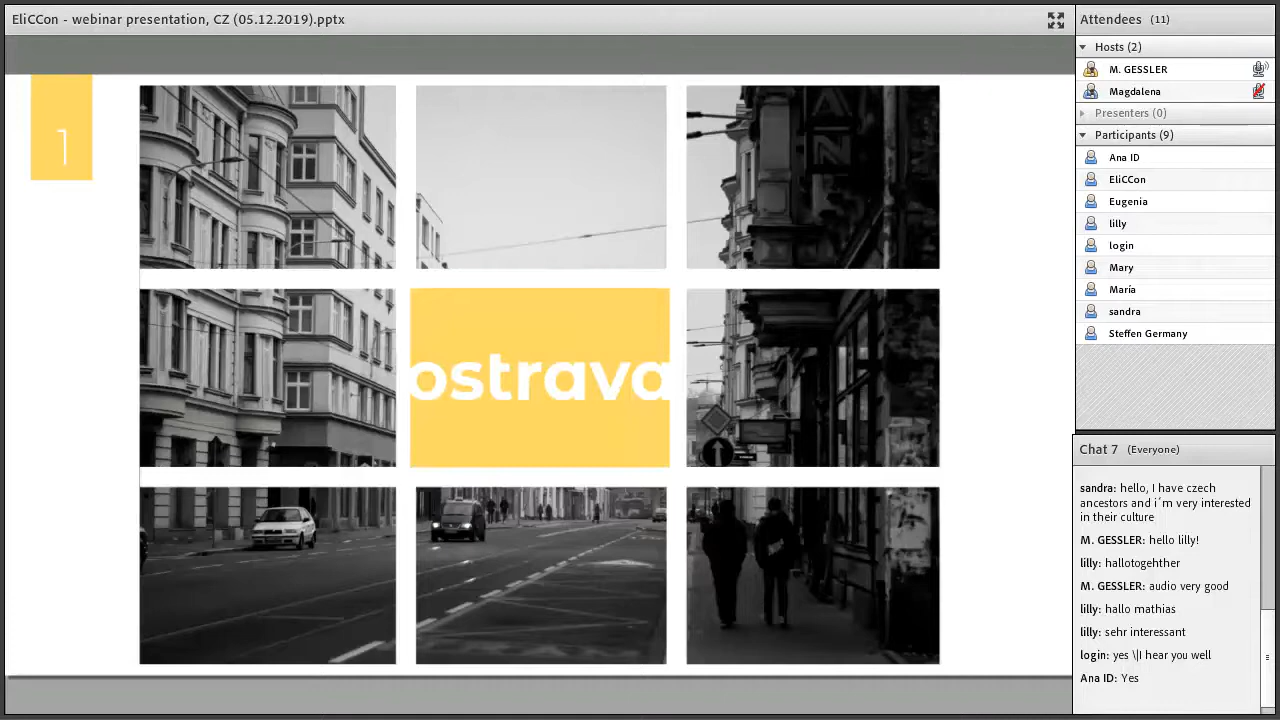 EliCCon - webinar presentation, CZ (05.12.2019).pptx
1
AN
ostrava
Attendees (11)
Hosts (2)
M. GESSLER
Magdalena
Presenters (0)
Participants (9)
Ana ID
EliCCon
Eugenia
lilly
login
Mary
María
sandra
Steffen Germany
Chat 7 (Everyone)
sandra: hello, I have czech
ancestors and i´m very interested
in their culture
M. GESSLER: hello lilly!
lilly: hallotogehther
M. GESSLER: audio very good
lilly: hallo mathias
lilly: sehr interessant
login: yes \|I hear you well
Ana ID: Yes